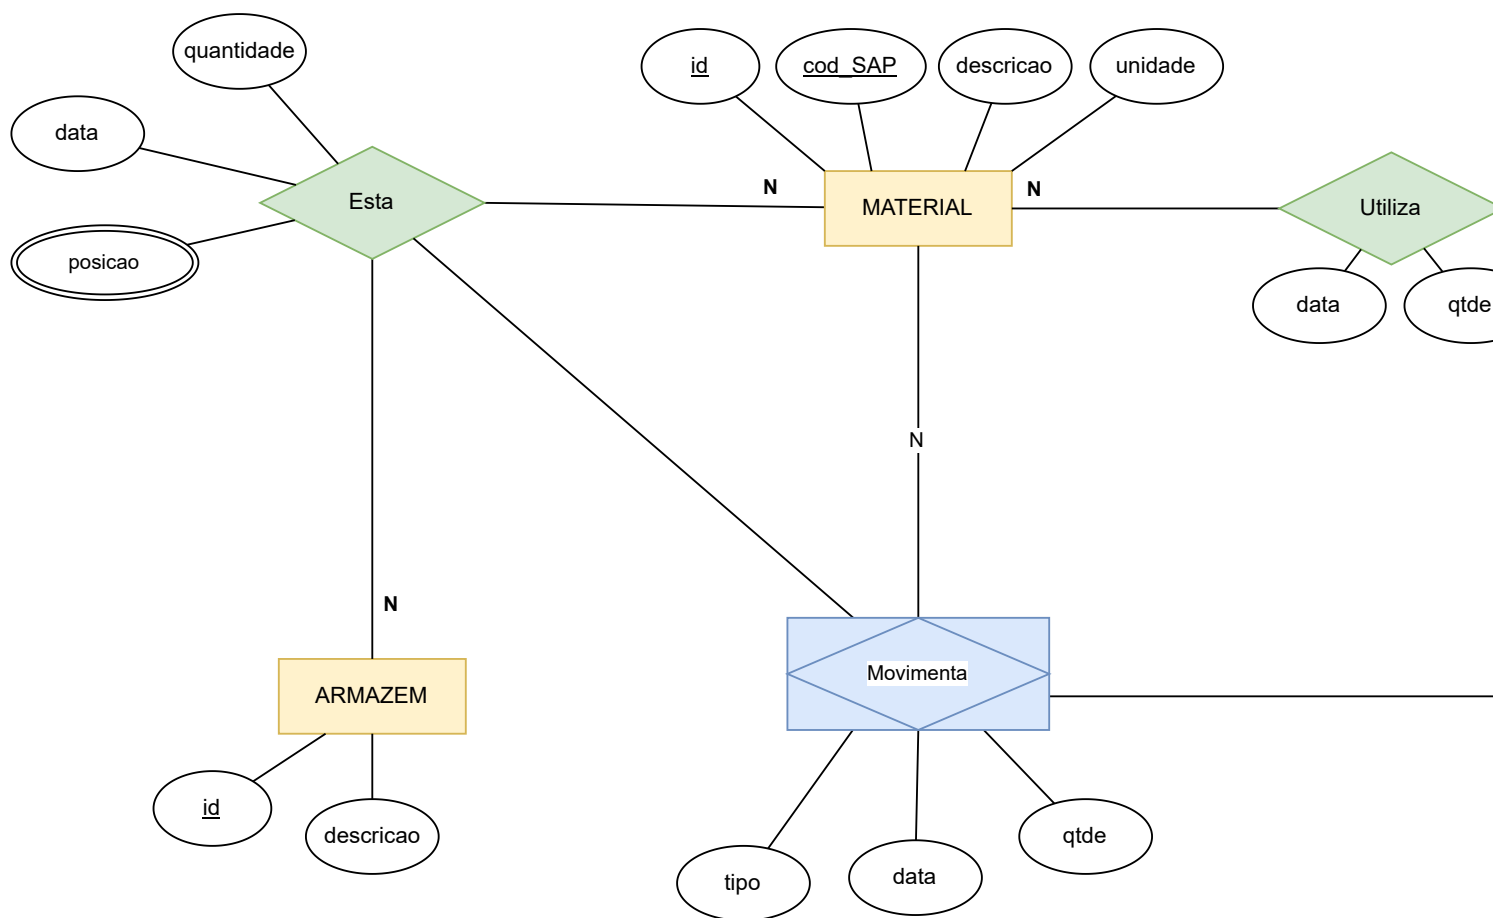 quantidade
id
cod_SAP
descricao
unidade
data
Esta
N
MATERIAL
N
Utiliza
posicao
data
qtde
N
N
Movimenta
ARMAZEM
id
descricao
qtde
tipo
data